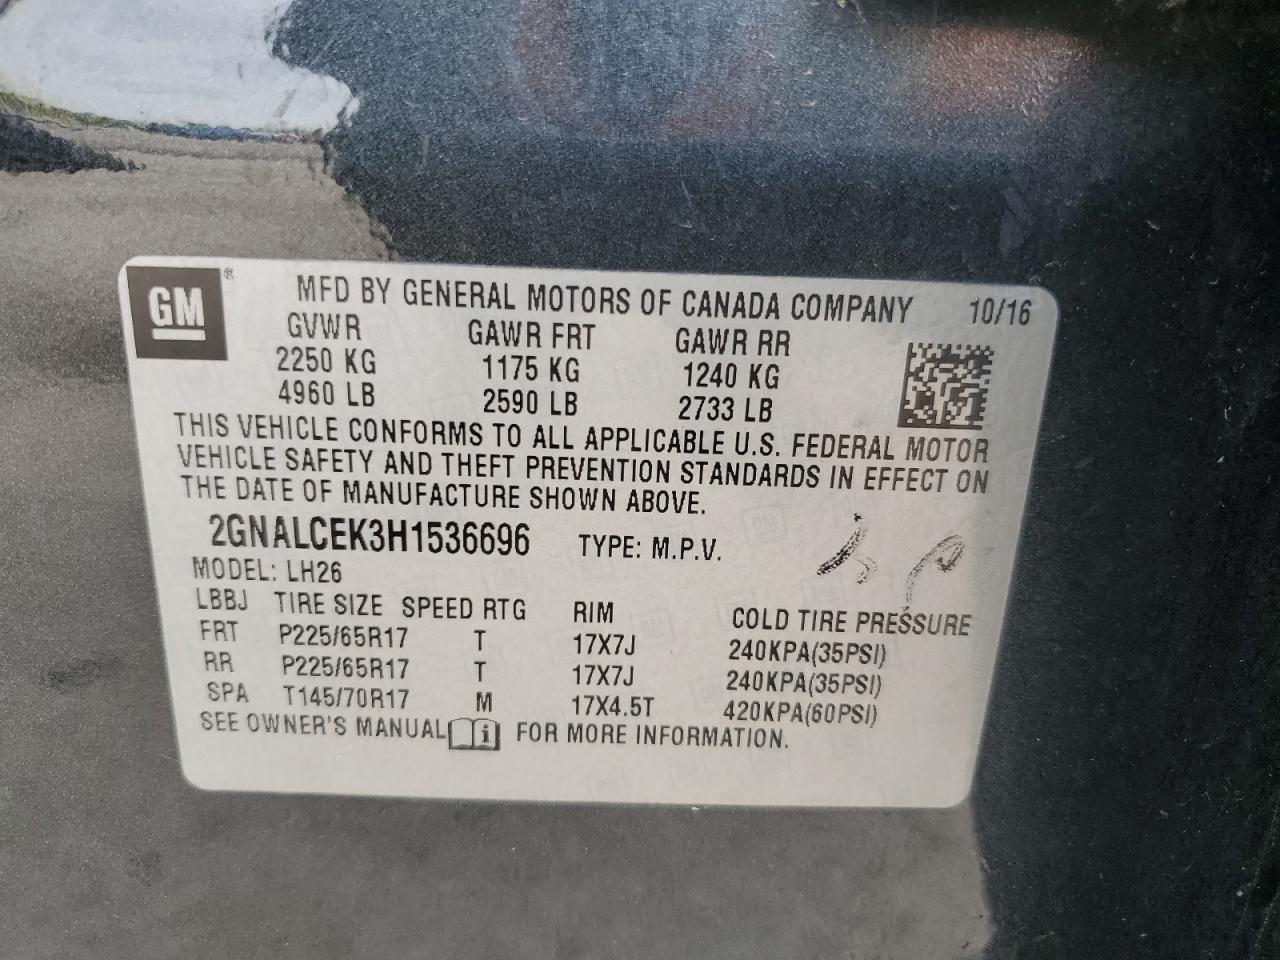 GM ® MFD BY GENERAL MOTORS OF CANADA COMPANY 10/16
GVWR GAWR FRT GAWR RR
2250 KG 1175 KG 1240 KG
4960 LB 2590 LB 2733 LB
THIS VEHICLE CONFORMS TO ALL APPLICABLE U.S. FEDERAL MOTOR
VEHICLE SAFETY AND THEFT PREVENTION STANDARDS IN EFFECT ON
THE DATE OF MANUFACTURE SHOWN ABOVE.
2GNALCEK3H1536696 TYPE: M.P.V.
MODEL: LH26
LBBJ TIRE SIZE SPEED RTG RIM COLD TIRE PRESSURE
FRT P225/65R17 T 17X7J 240KPA(35PSI)
RR P225/65R17 T 17X7J 240KPA(35PSI)
SPA T145/70R17 M 17X4.5T 420KPA(60PSI)
SEE OWNER'S MANUAL i FOR MORE INFORMATION.